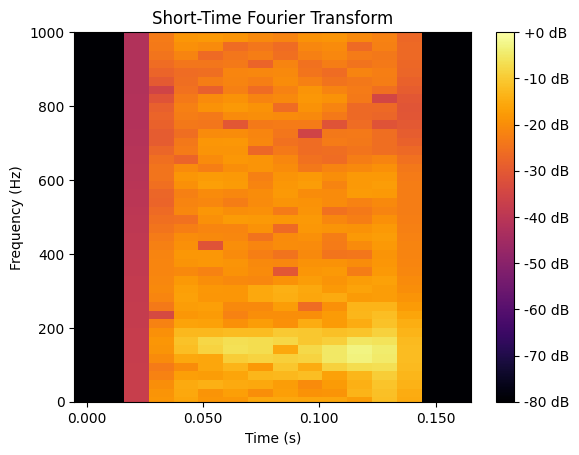 Short-Time Fourier Transform
1000
800
600
400
200
0
Frequency (Hz)
0.000
0.050
0.100
0.150
Time (s)
+0 dB
-10 dB
-20 dB
-30 dB
-40 dB
-50 dB
-60 dB
-70 dB
-80 dB